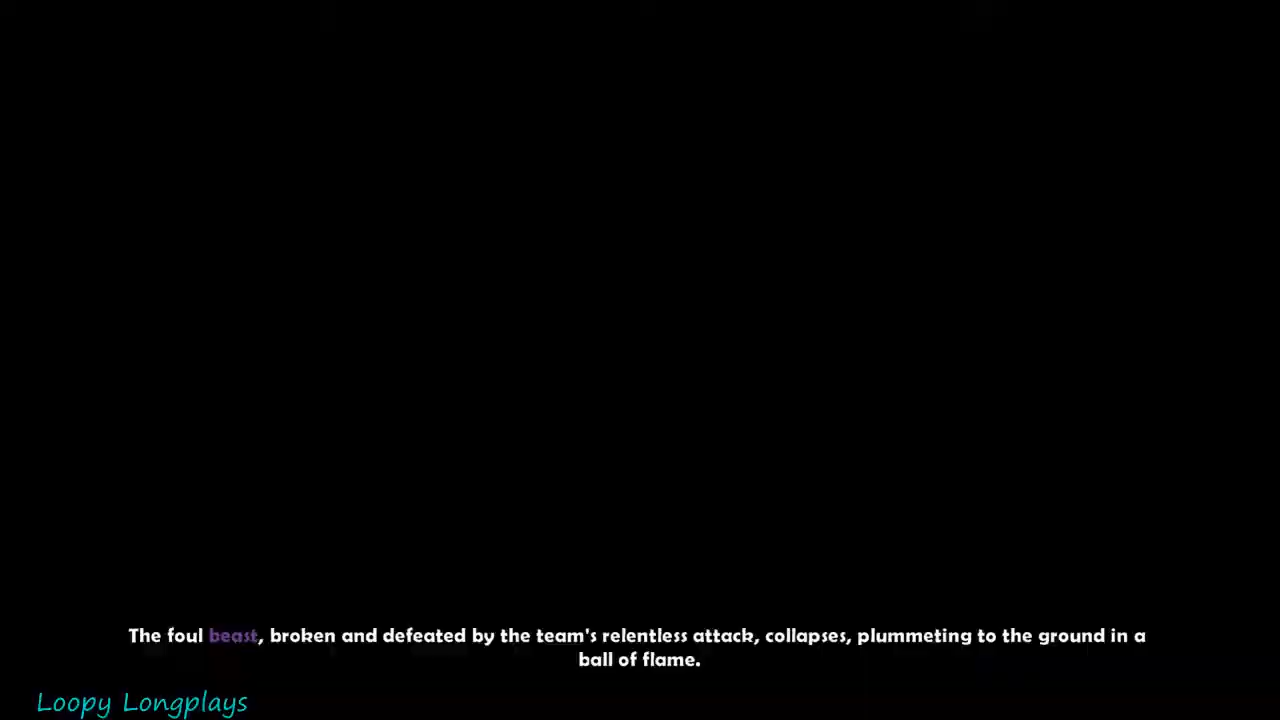 The foul beast, broken and defeated by the team's relentless attack, collapses, plummeting to the ground in a
ball of flame.
Loopy Longplays